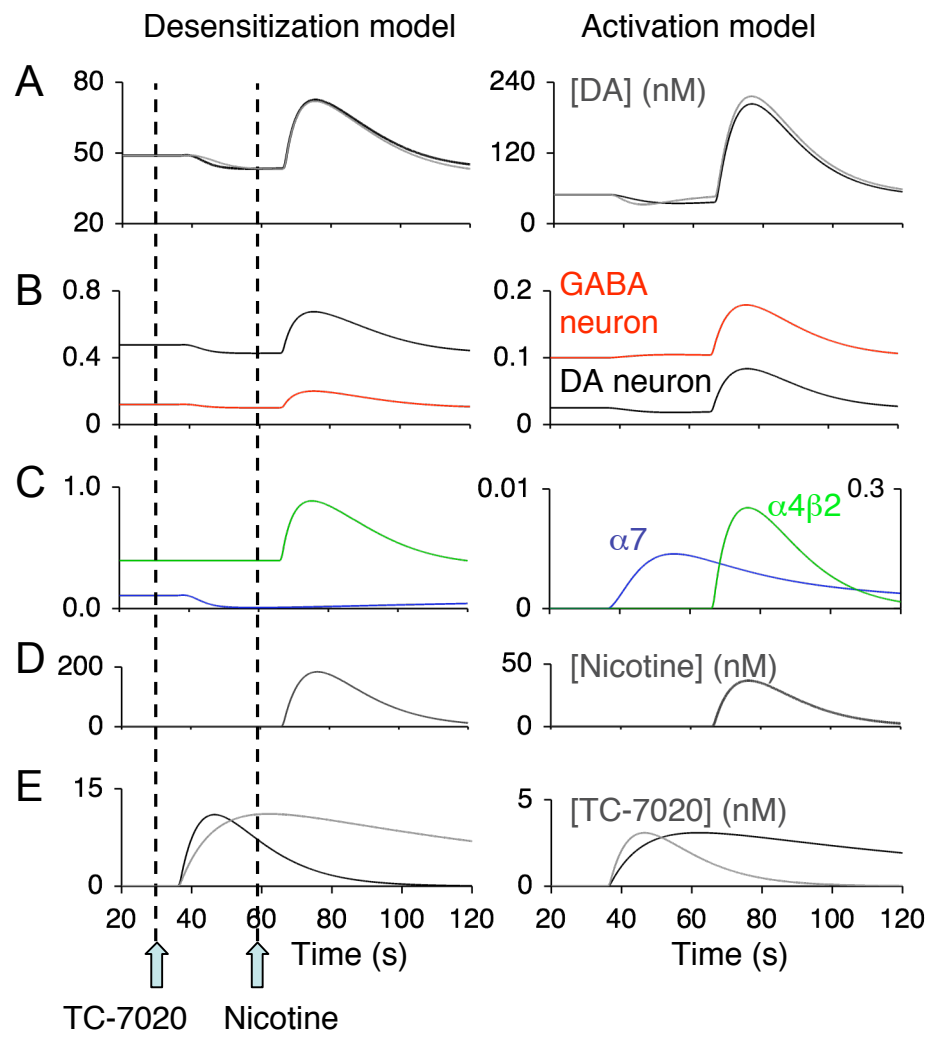 Desensitization model Activation model
A 80 240 [DA] (nM)
50 120
20 0
B 0.8 0.2 GABA
neuron
0.4 0.1
DA neuron
0 0
C 1.0 0.01 α7 α4β2 0.3
0.0 0 0
D 200 50 [Nicotine] (nM)
0 0
E 15 5 [TC-7020] (nM)
0 0
20 40 60 80 100 120 20 40 60 80 100 120
Time (s) Time (s)
TC-7020 Nicotine